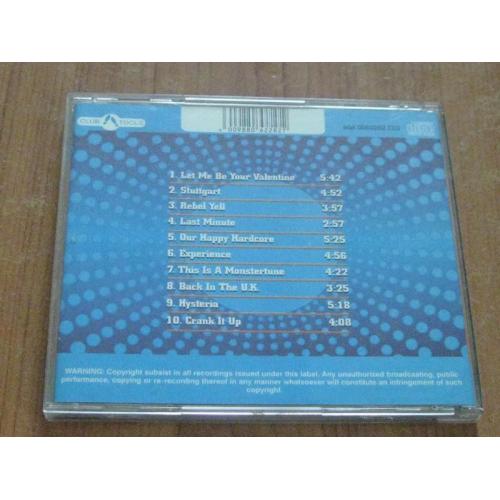 CLUB TOOLS
1. Let Me Be Your Valentine 5:42
2. Stuttgart 4:52
3. Rebel Yell 3:57
4. Last Minute 2:57
5. Our Happy Hardcore 5:25
6. Experience 4:56
7. This Is A Monstertune 4:22
8. Back In The U.K. 3:25
9. Hysteria 5:18
10. Crank It Up 4:08
WARNING: Copyright subsist in all recordings issued under this label. Any unauthorized broadcasting, public
performance, copying or re-recording thereof in any manner whatsoever will constitute an infringement of such
copyright.